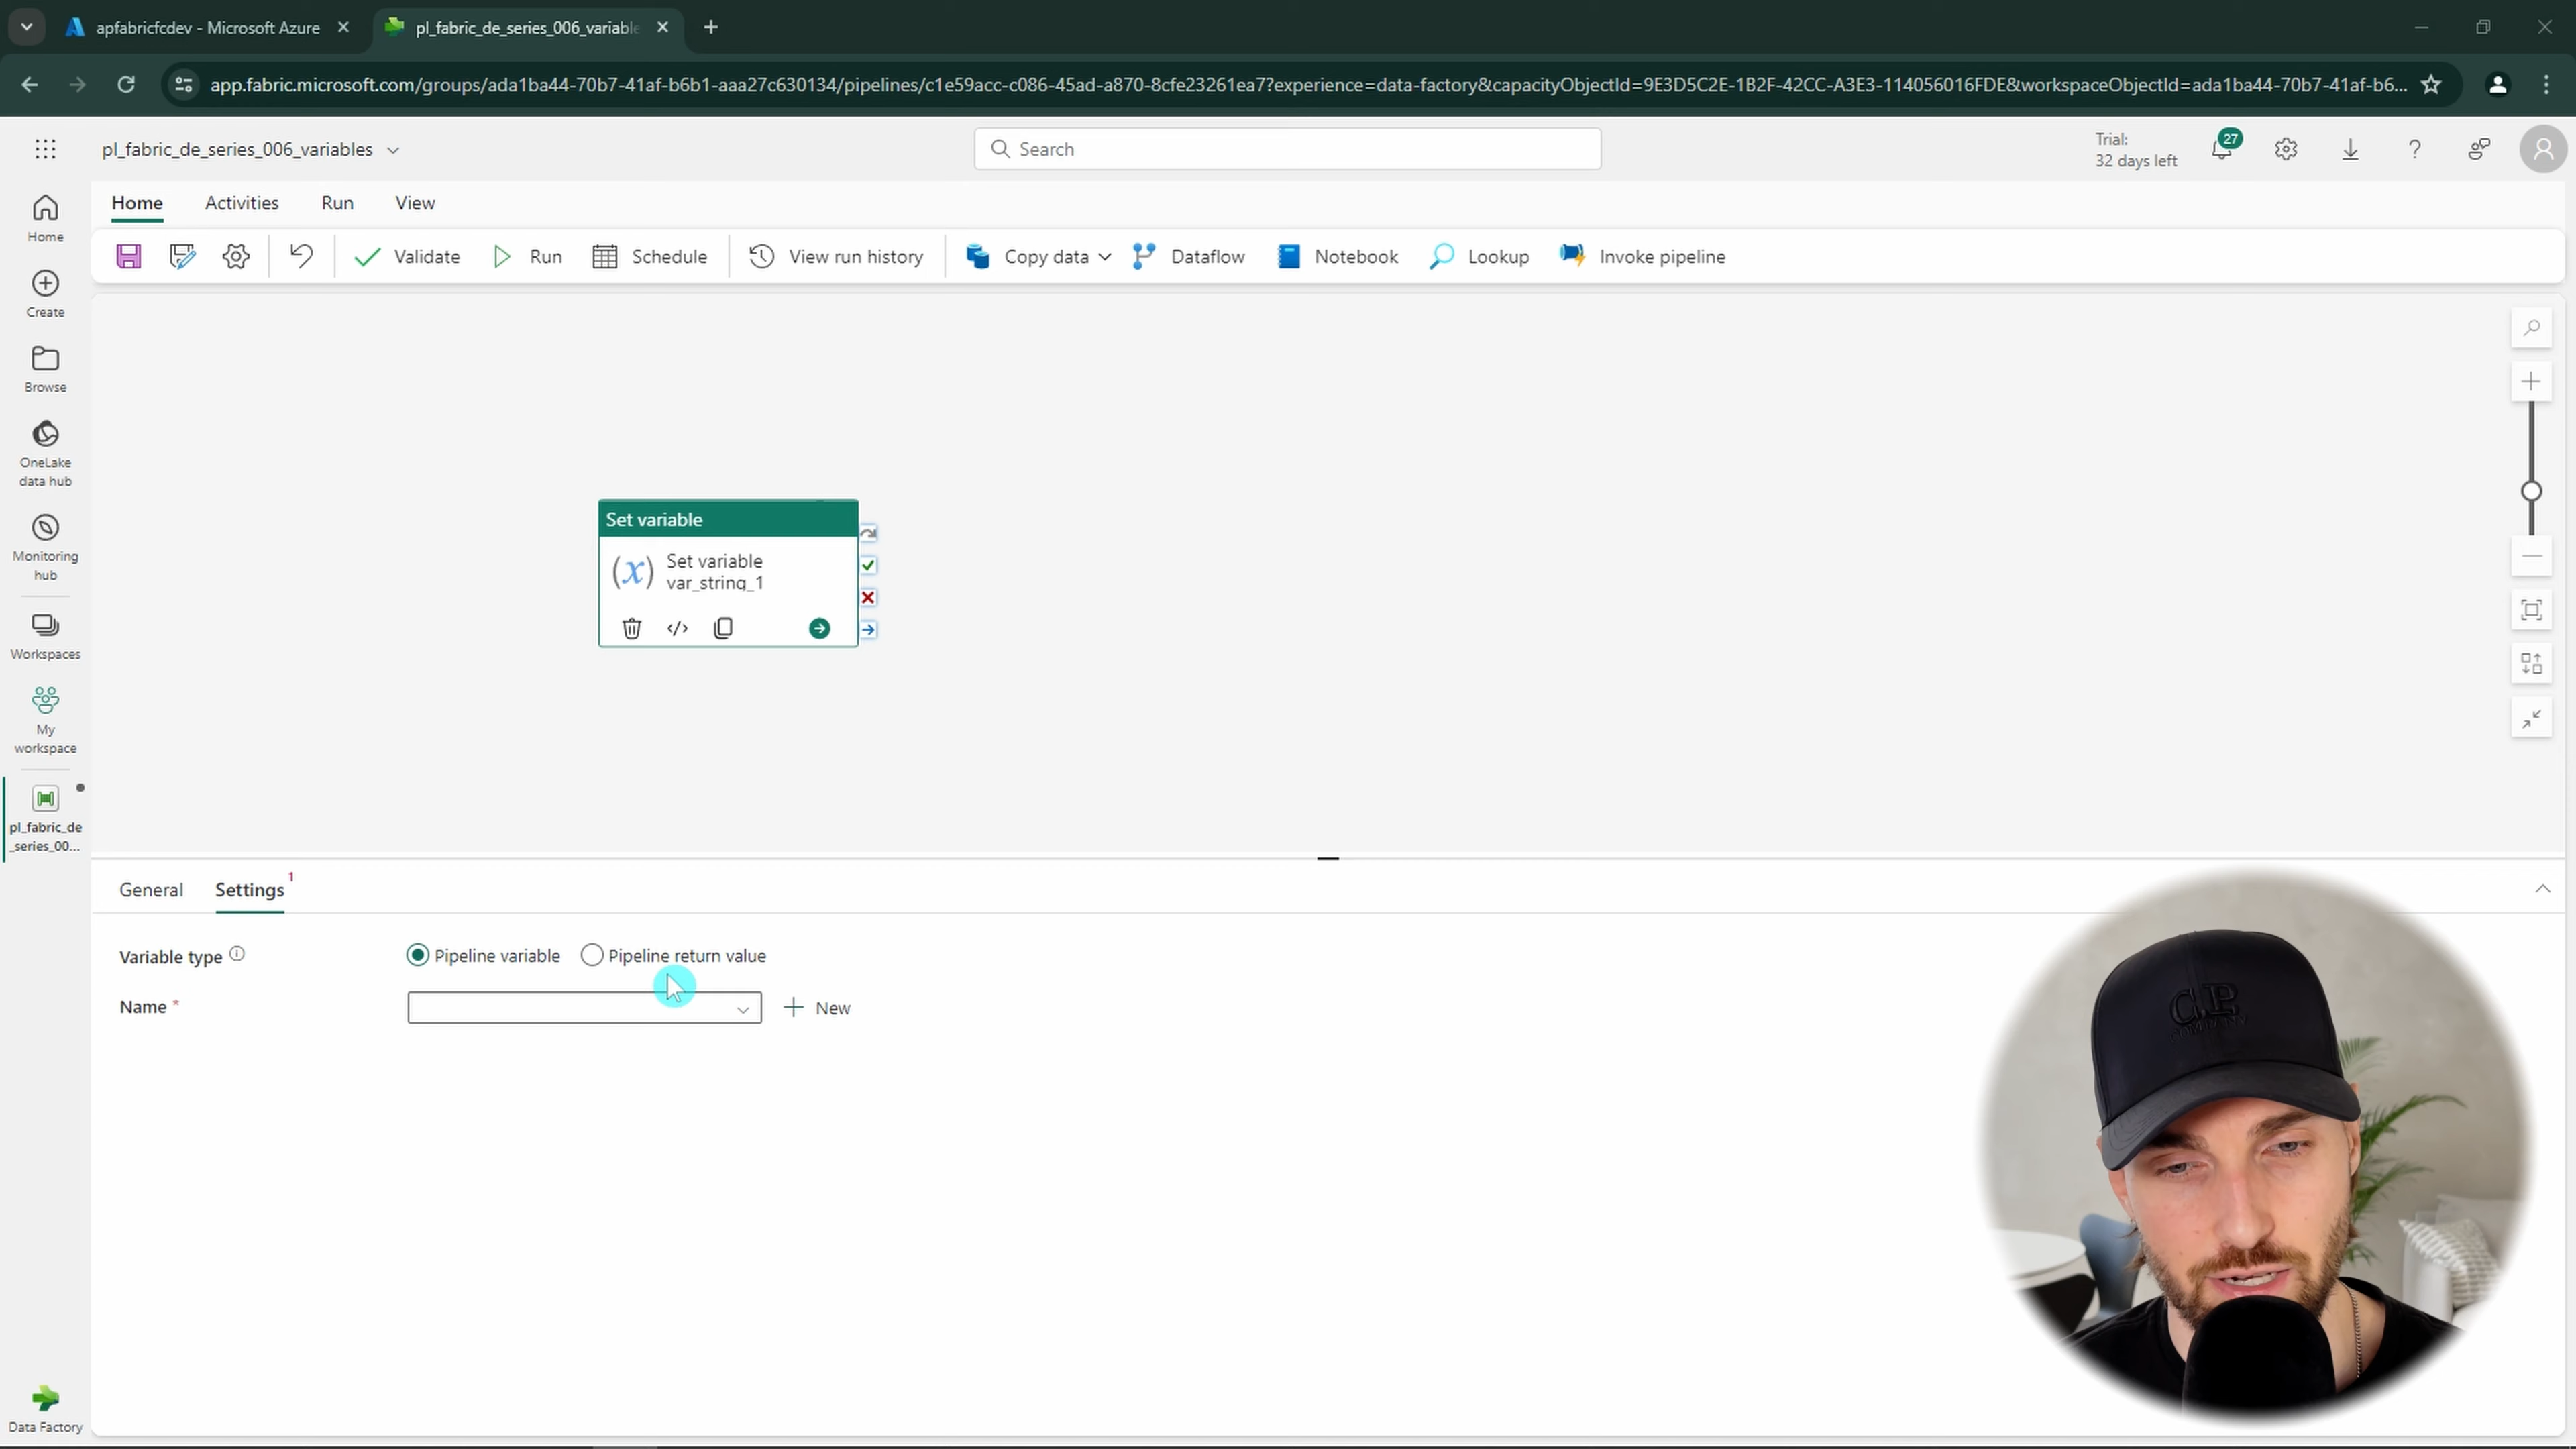 apfabricfcdev - Microsoft Azure
pl_fabric_de_series_006_variable
app.fabric.microsoft.com/groups/ada1ba44-70b7-41af-b6b1-aaa27c630134/pipelines/c1e59acc-c086-45ad-a870-8cfe23261ea7?experience=data-factory&capacityObjectId=9E3D5C2E-1B2F-42CC-A3E3-114056016FDE&workspaceObjectId=ada1ba44-70b7-41af-b6...
pl_fabric_de_series_006_variables
Search
Trial:
32 days left
27
Home
Activities
Run
View
Validate
Run
Schedule
View run history
Copy data
Dataflow
Notebook
Lookup
Invoke pipeline
Home
Create
Browse
OneLake
data hub
Monitoring
hub
Workspaces
My
workspace
pl_fabric_de
_series_00...
Data Factory
Set variable
(x)
Set variable
var_string_1
General
Settings
1
Variable type
Pipeline variable
Pipeline return value
Name *
New
C.P.